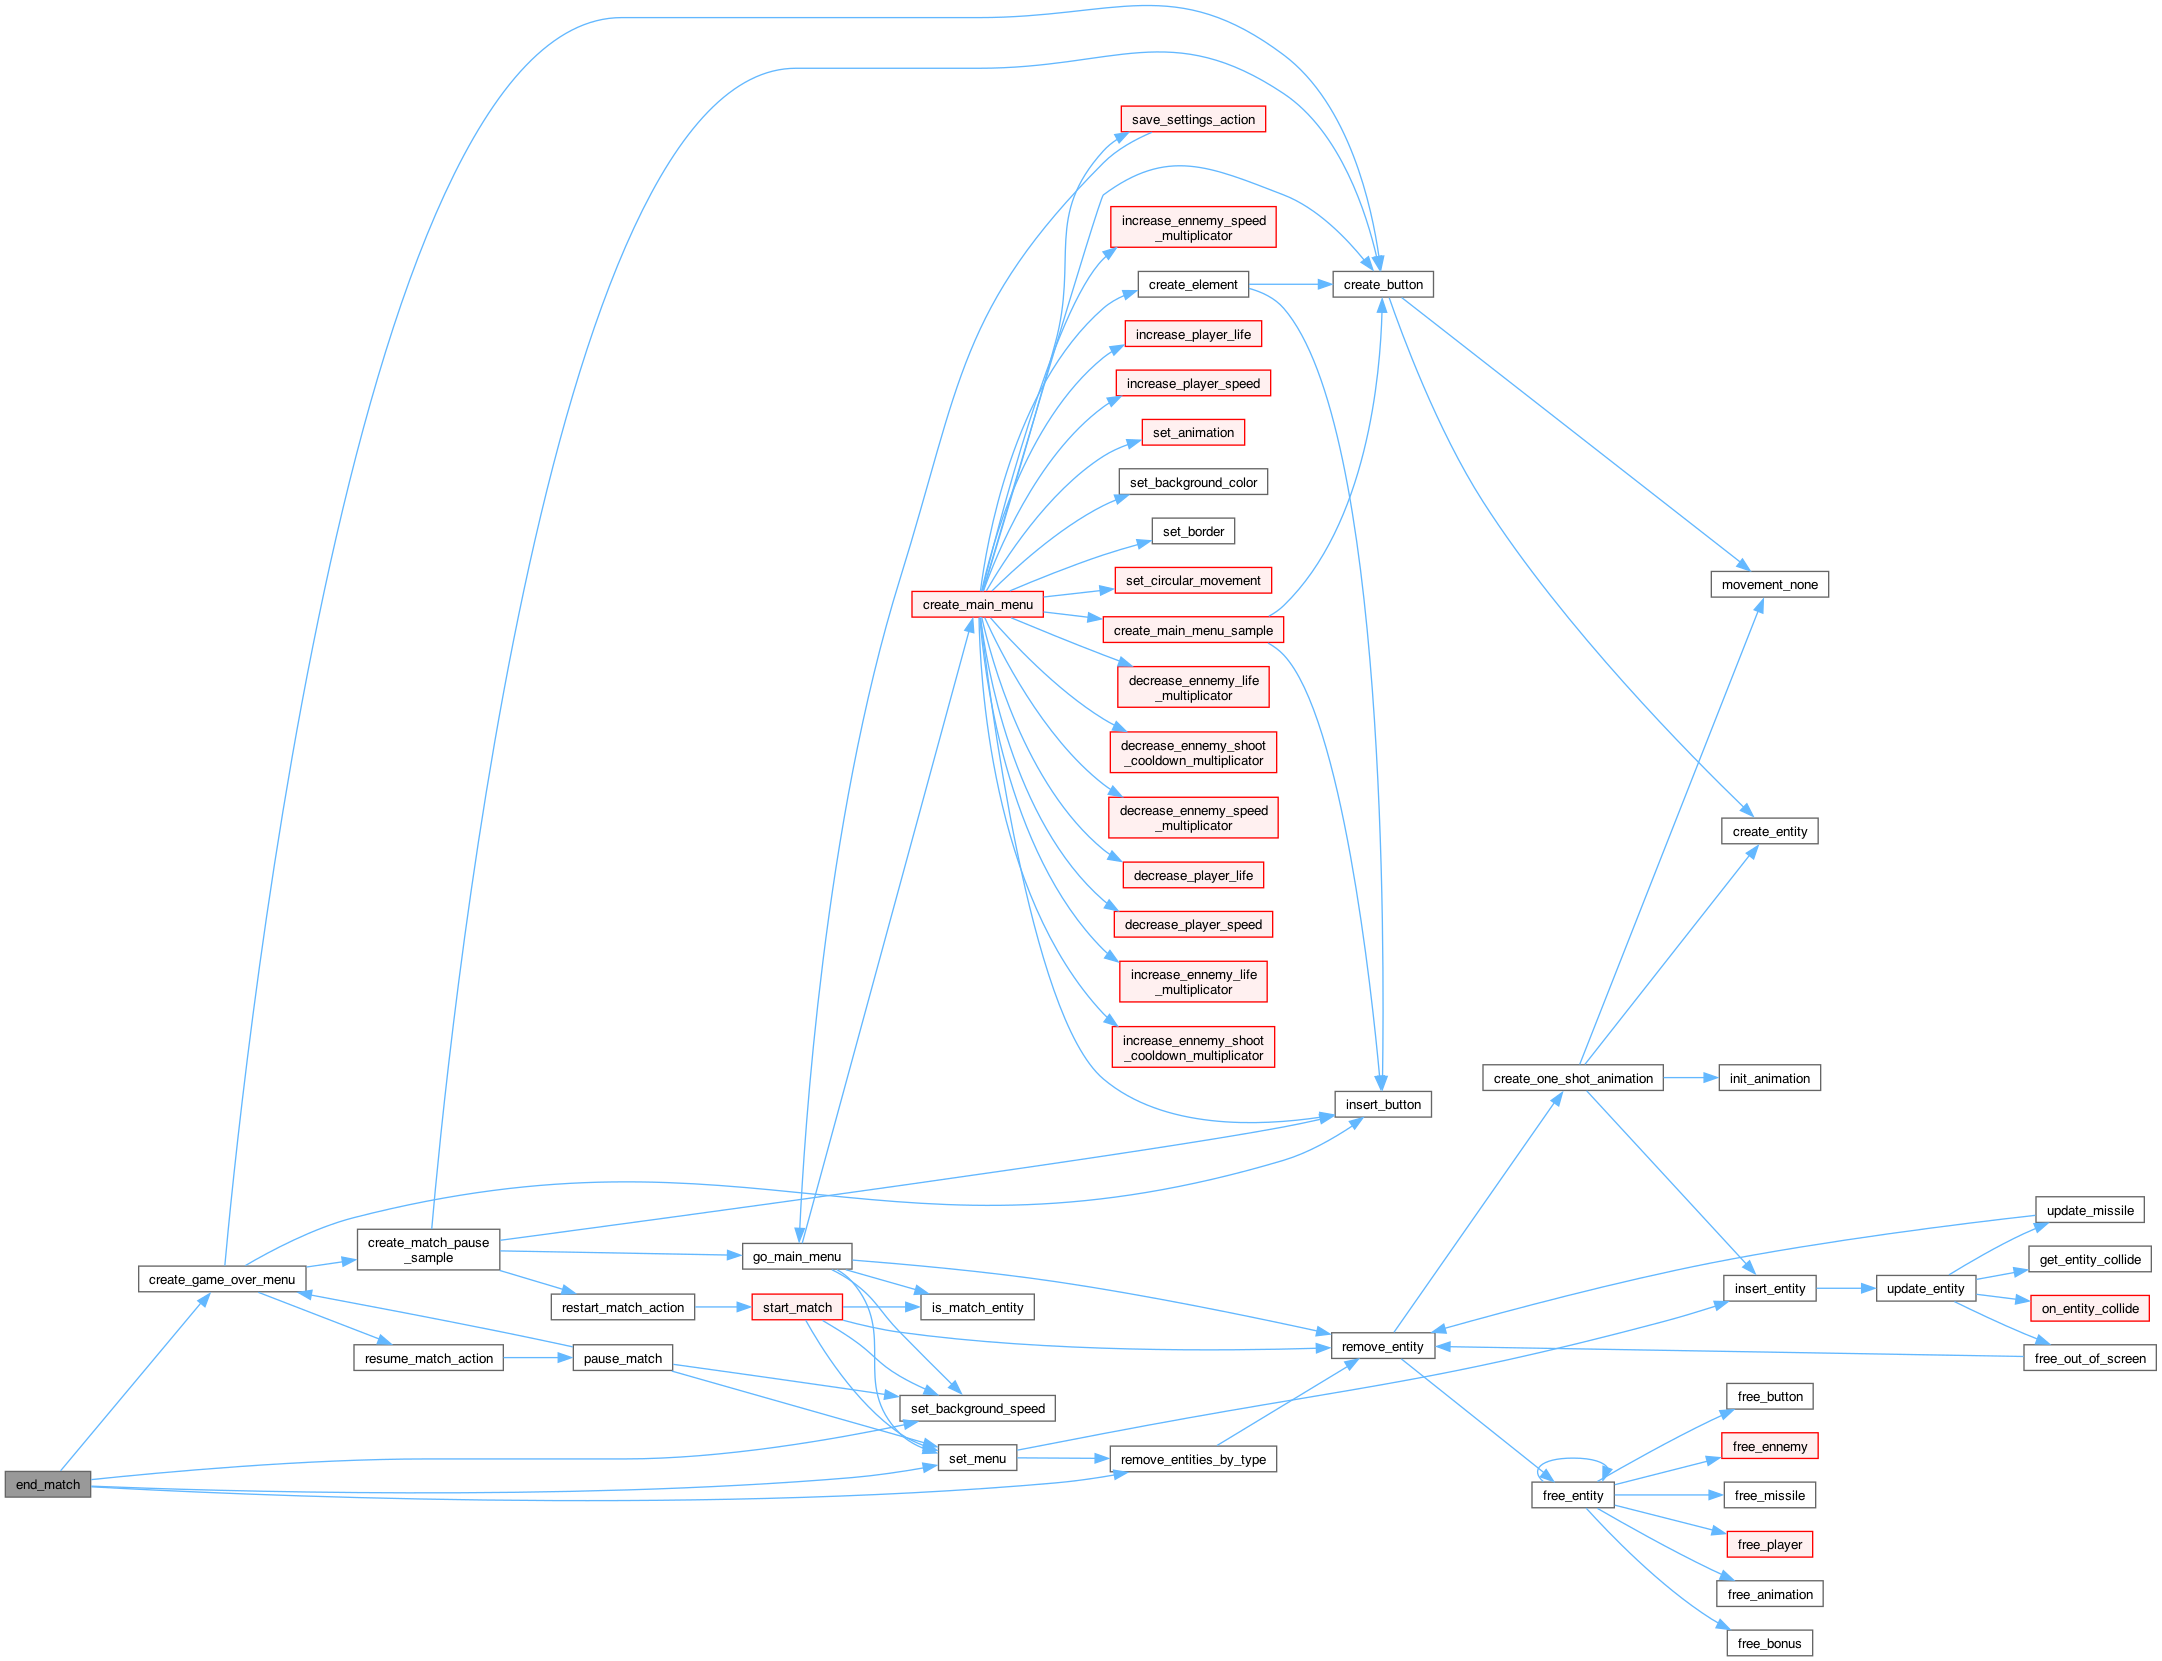 save_settings_action
increase_ennemy_speed
_multiplicator
create_element
create_button
increase_player_life
increase_player_speed
set_animation
set_background_color
set_border
set_circular_movement
movement_none
create_main_menu
create_main_menu_sample
decrease_ennemy_life
_multiplicator
decrease_ennemy_shoot
_cooldown_multiplicator
decrease_ennemy_speed
_multiplicator
create_entity
decrease_player_life
decrease_player_speed
increase_ennemy_life
_multiplicator
increase_ennemy_shoot
_cooldown_multiplicator
create_one_shot_animation
init_animation
insert_button
update_missile
create_match_pause
_sample
go_main_menu
get_entity_collide
create_game_over_menu
insert_entity
update_entity
restart_match_action
start_match
is_match_entity
on_entity_collide
remove_entity
resume_match_action
pause_match
free_out_of_screen
set_background_speed
free_button
free_ennemy
set_menu
remove_entities_by_type
end_match
free_entity
free_missile
free_player
free_animation
free_bonus